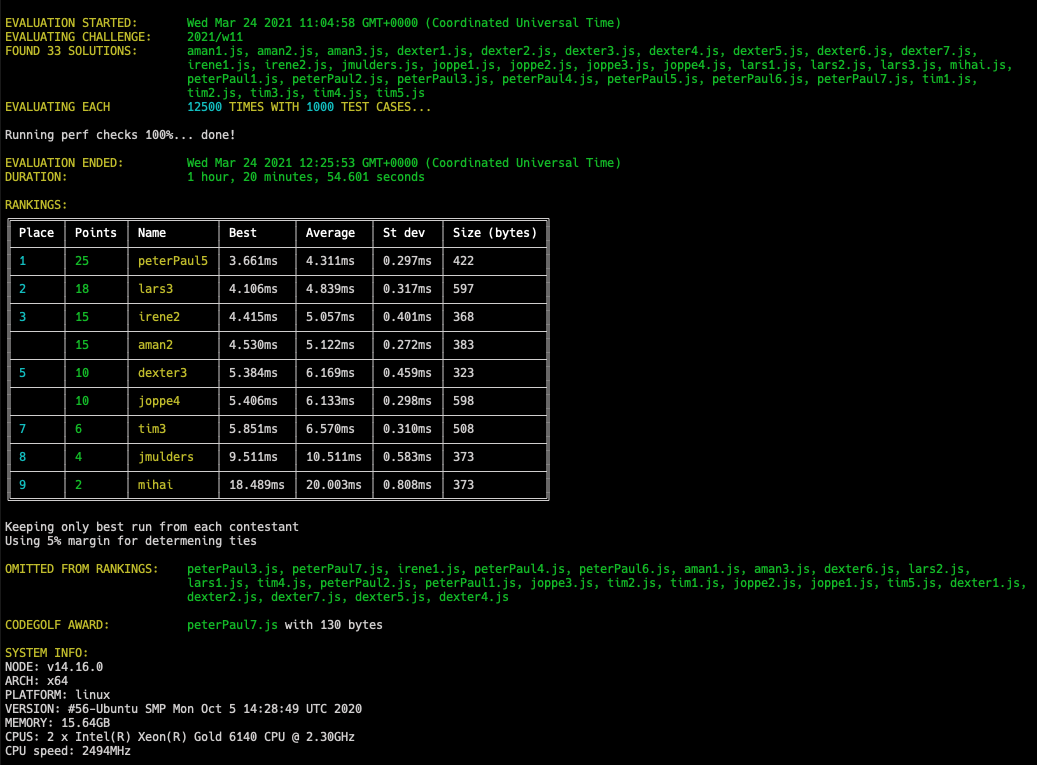 EVALUATION STARTED: Wed Mar 24 2021 11:04:58 GMT+0000 (Coordinated Universal Time)
EVALUATING CHALLENGE: 2021/w11
FOUND 33 SOLUTIONS: aman1.js, aman2.js, aman3.js, dexter1.js, dexter2.js, dexter3.js, dexter4.js, dexter5.js, dexter6.js, dexter7.js,
irene1.js, irene2.js, jmulders.js, joppe1.js, joppe2.js, joppe3.js, joppe4.js, lars1.js, lars2.js, lars3.js, mihai.js,
peterPaul1.js, peterPaul2.js, peterPaul3.js, peterPaul4.js, peterPaul5.js, peterPaul6.js, peterPaul7.js, tim1.js,
tim2.js, tim3.js, tim4.js, tim5.js
EVALUATING EACH 12500 TIMES WITH 1000 TEST CASES...
Running perf checks 100%... done!
EVALUATION ENDED: Wed Mar 24 2021 12:25:53 GMT+0000 (Coordinated Universal Time)
DURATION: 1 hour, 20 minutes, 54.601 seconds
RANKINGS:
Place Points Name Best Average St dev Size (bytes)
1 25 peterPaul5 3.661ms 4.311ms 0.297ms 422
2 18 lars3 4.106ms 4.839ms 0.317ms 597
3 15 irene2 4.415ms 5.057ms 0.401ms 368
15 aman2 4.530ms 5.122ms 0.272ms 383
5 10 dexter3 5.384ms 6.169ms 0.459ms 323
10 joppe4 5.406ms 6.133ms 0.298ms 598
7 6 tim3 5.851ms 6.570ms 0.310ms 508
8 4 jmulders 9.511ms 10.511ms 0.583ms 373
9 2 mihai 18.489ms 20.003ms 0.808ms 373
Keeping only best run from each contestant
Using 5% margin for determening ties
OMITTED FROM RANKINGS: peterPaul3.js, peterPaul7.js, irene1.js, peterPaul4.js, peterPaul6.js, aman1.js, aman3.js, dexter6.js, lars2.js,
lars1.js, tim4.js, peterPaul2.js, peterPaul1.js, joppe3.js, tim2.js, tim1.js, joppe2.js, joppe1.js, tim5.js, dexter1.js,
dexter2.js, dexter7.js, dexter5.js, dexter4.js
CODEGOLF AWARD: peterPaul7.js with 130 bytes
SYSTEM INFO:
NODE: v14.16.0
ARCH: x64
PLATFORM: linux
VERSION: #56-Ubuntu SMP Mon Oct 5 14:28:49 UTC 2020
MEMORY: 15.64GB
CPUS: 2 x Intel(R) Xeon(R) Gold 6140 CPU @ 2.30GHz
CPU speed: 2494MHz